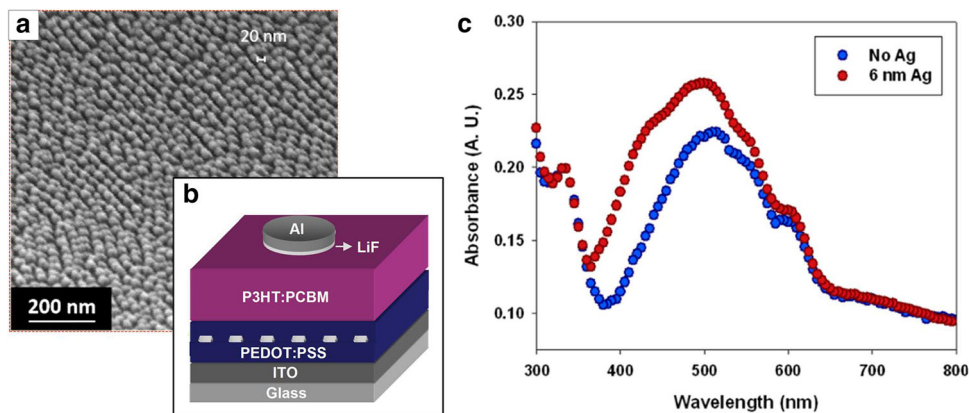 a
20 nm
200 nm
b
Al
LiF
P3HT:PCBM
PEDOT:PSS
ITO
Glass
c
0.30
0.25
0.20
0.15
0.10
Absorbance (A. U.)
No Ag
6 nm Ag
300 400 500 600 700 800
Wavelength (nm)